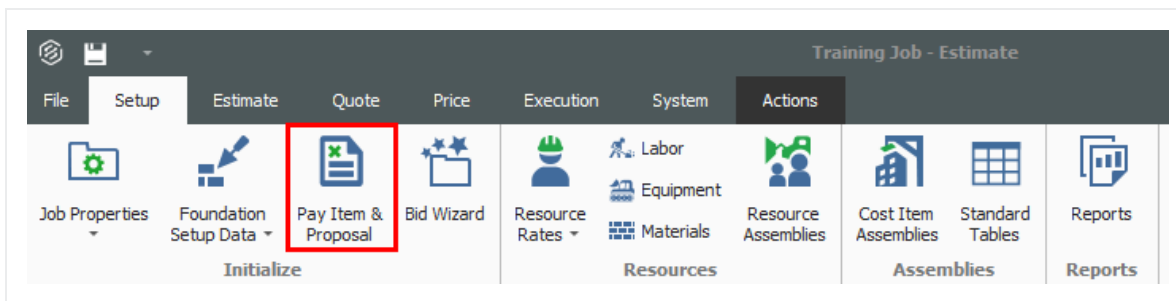 Training Job - Estimate
File Setup Estimate Quote Price Execution System Actions
Labor
Equipment
Job Properties Foundation Pay Item & Bid Wizard Resource Materials Resource Cost Item Standard Reports
Setup Data Proposal Rates Assemblies Assemblies Tables
Initialize Resources Assemblies Reports